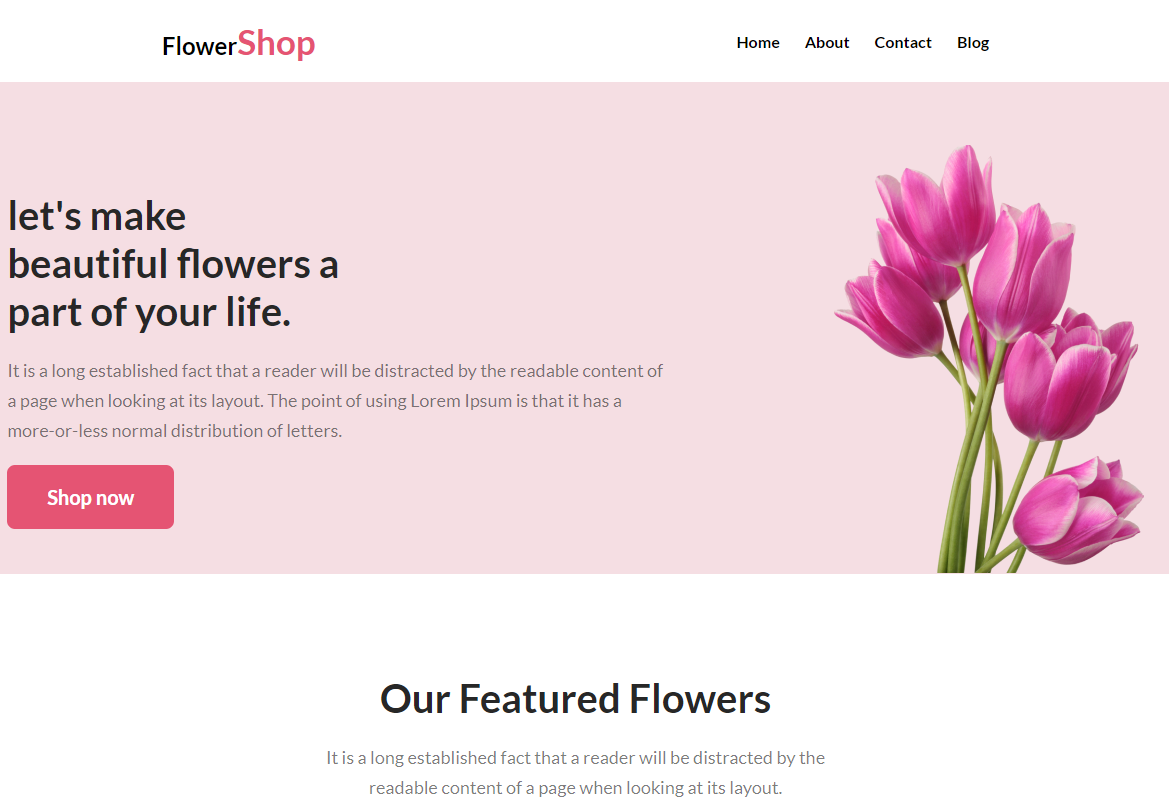 FlowerShop
Home About Contact Blog
let's make
beautiful flowers a
part of your life.
It is a long established fact that a reader will be distracted by the readable content of
a page when looking at its layout. The point of using Lorem Ipsum is that it has a
more-or-less normal distribution of letters.
Shop now
Our Featured Flowers
It is a long established fact that a reader will be distracted by the
readable content of a page when looking at its layout.